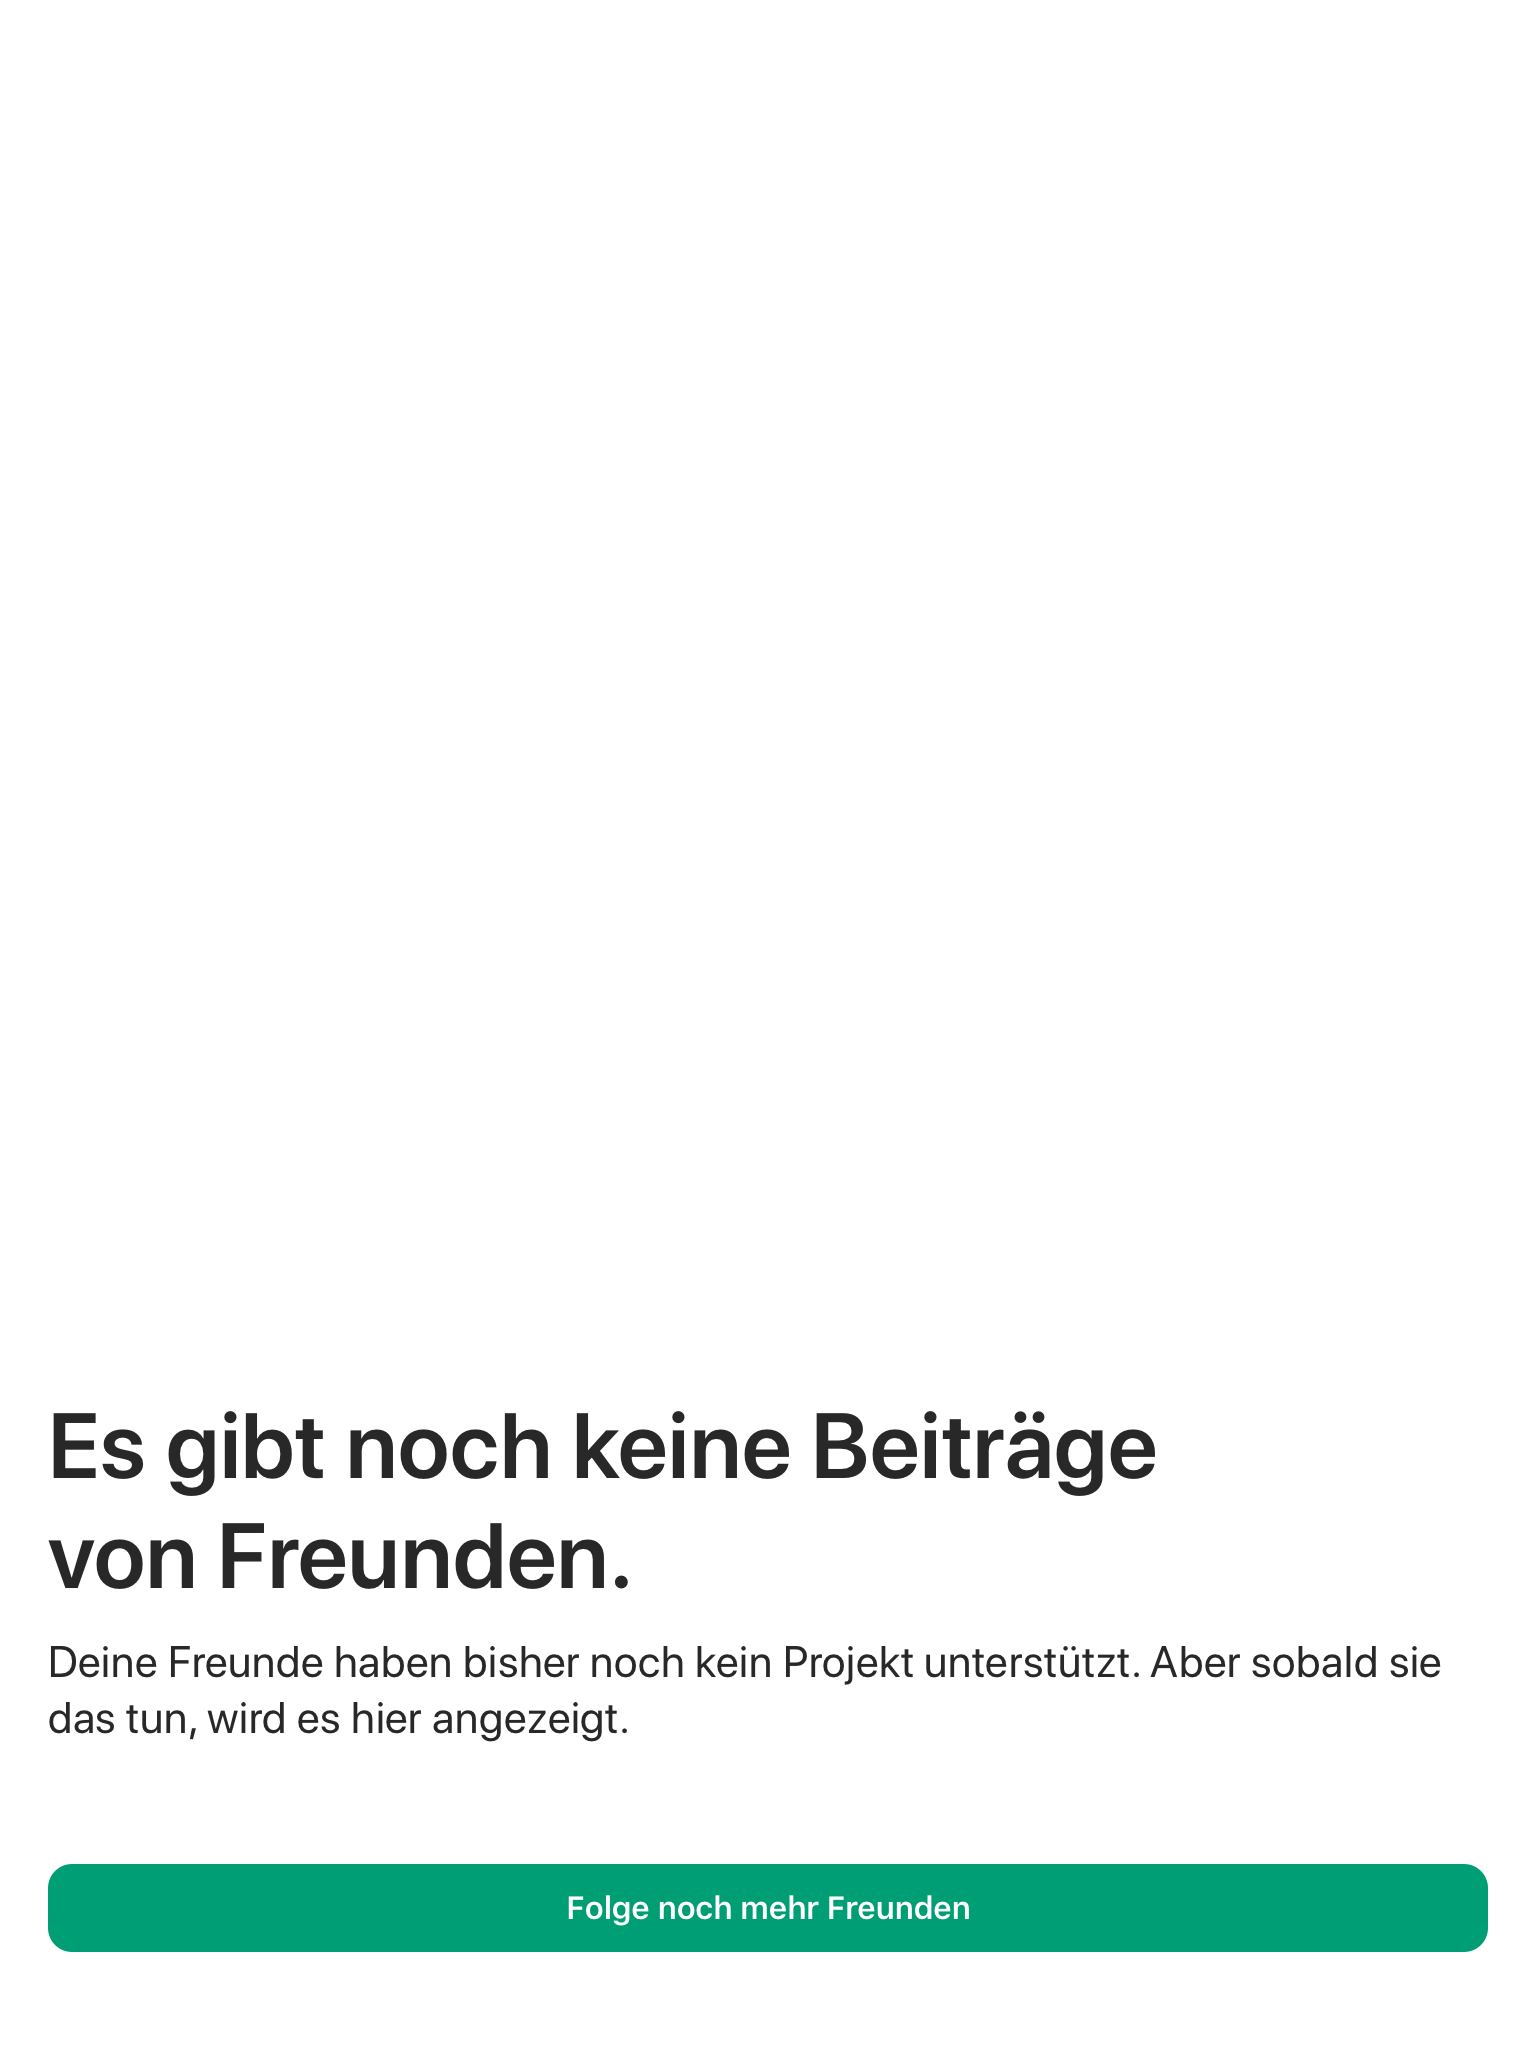 Es gibt noch keine Beiträge
von Freunden.
Deine Freunde haben bisher noch kein Projekt unterstützt. Aber sobald sie
das tun, wird es hier angezeigt.
Folge noch mehr Freunden